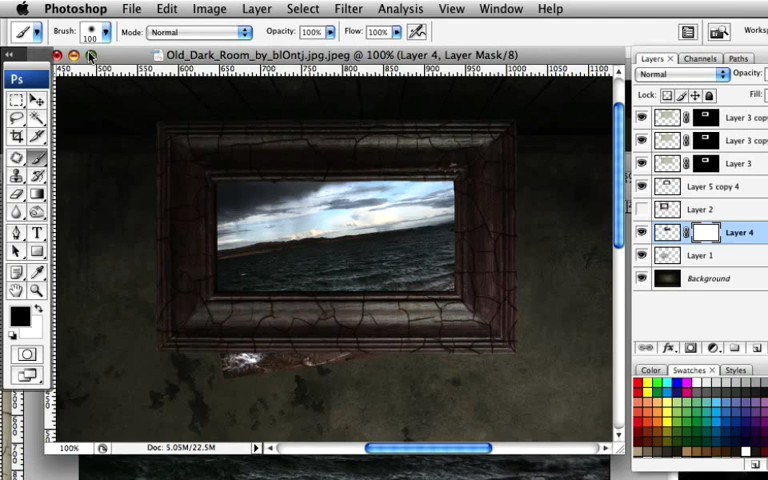 Photoshop File Edit Image Layer Select Filter Analysis View Window Help
Brush: 100 Mode: Normal Opacity: 100% Flow: 100%
Old_Dark_Room_by_blOntj.jpg.jpeg @ 100% (Layer 4, Layer Mask/8)
450 500 550 600 650 700 750 800 850 900 950 1000 1050 1100
Ps
T
Layers x Channels Paths
Normal Opacity:
Lock: Fill:
Layer 3 copy
Layer 3 copy
Layer 3
Layer 5 copy 4
Layer 2
Layer 4
Layer 1
Background
fx
Color Swatches x Styles
100% Doc: 5.05M/22.5M